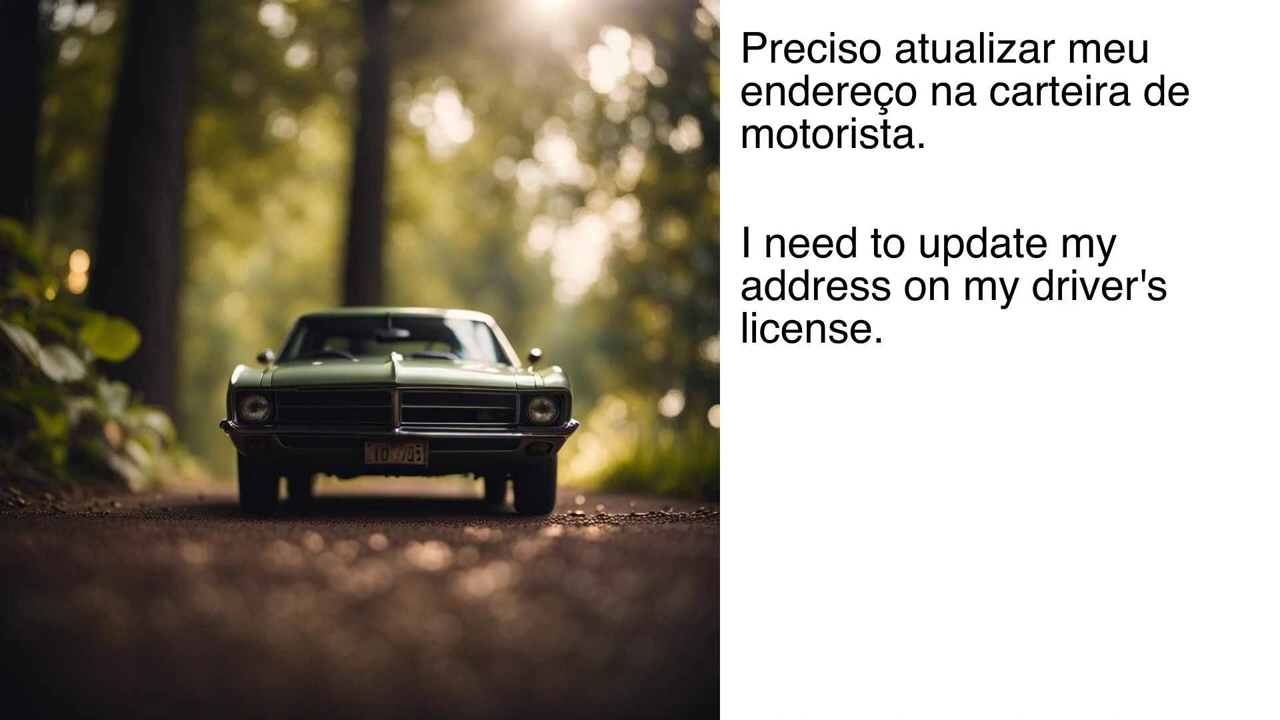 Preciso atualizar meu
endereço na carteira de
motorista.
I need to update my
address on my driver's
license.